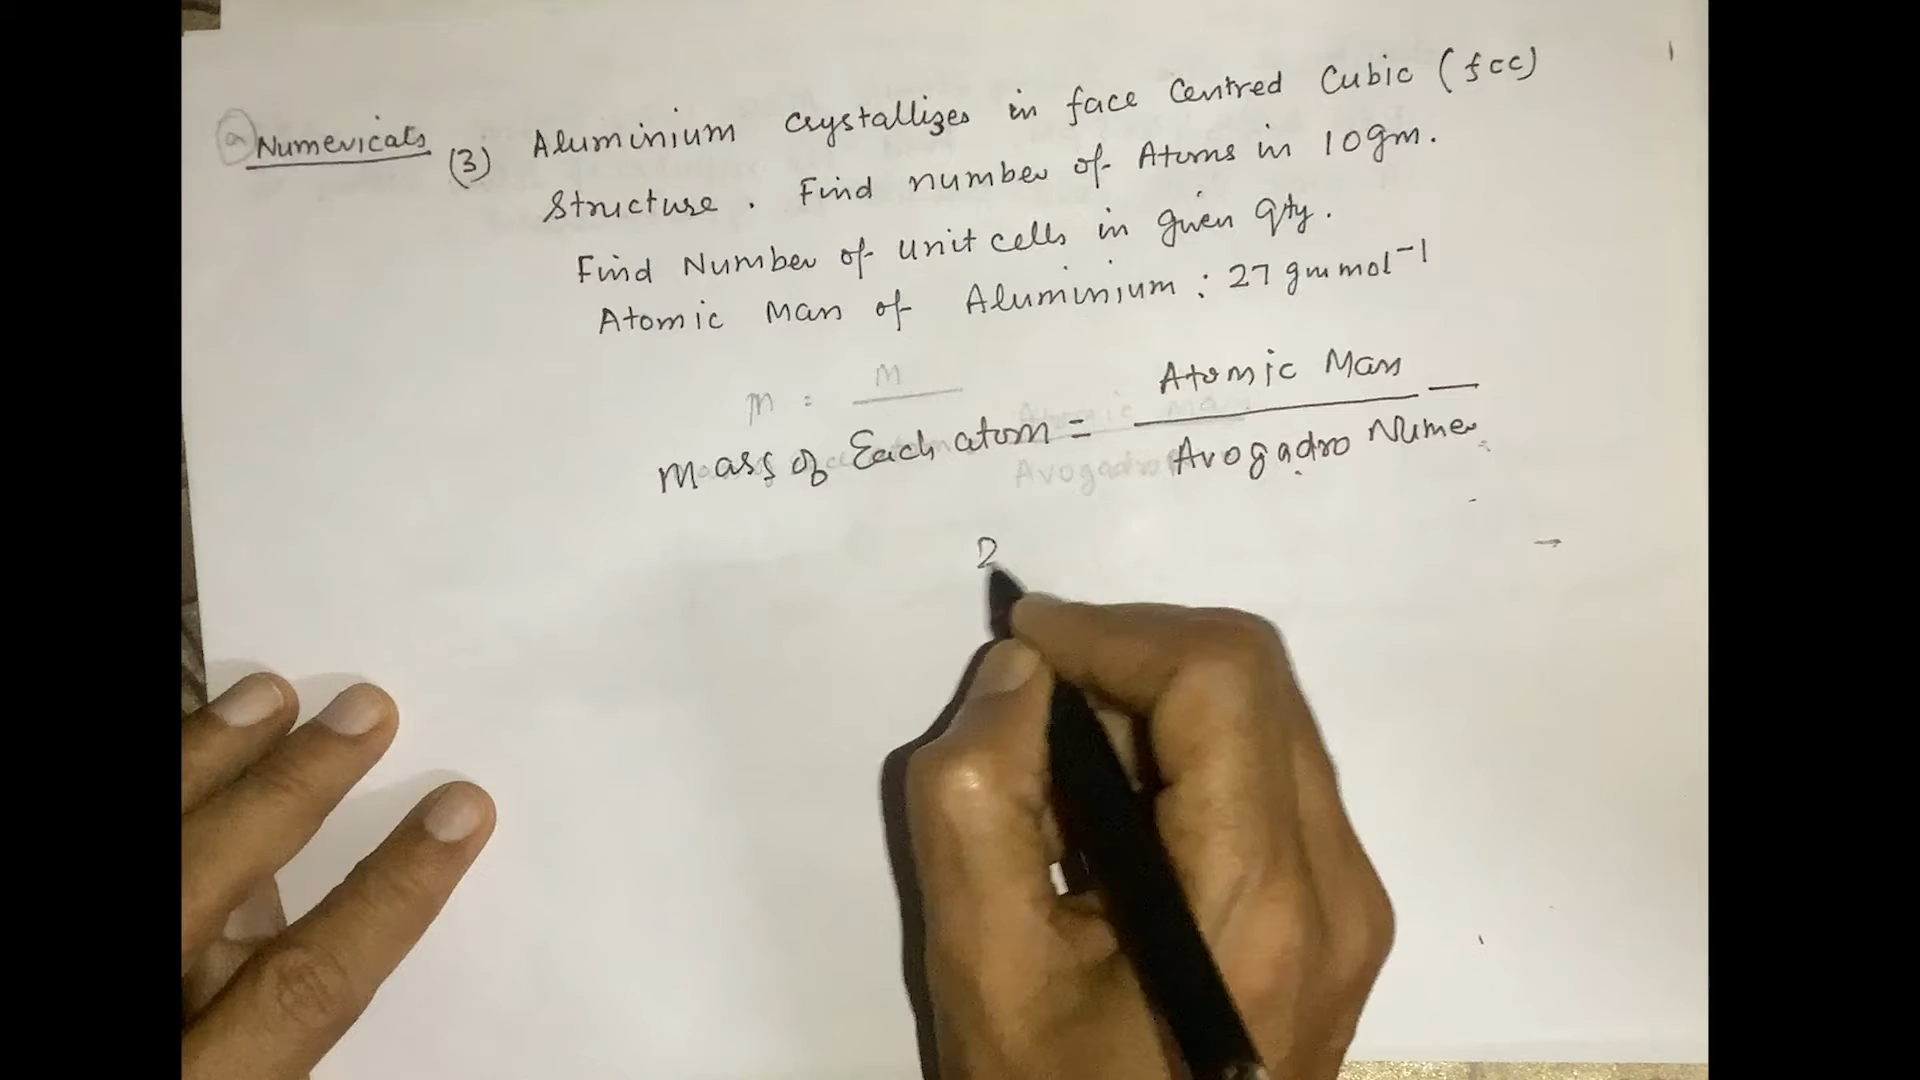 Numericals (3) Aluminium crystallizes in face Centred Cubic (fcc)
Structure. Find number of Atoms in 10gm.
Find Number of unit cells in given qty.
Atomic Mass of Aluminium : 27 gm mol⁻¹
m = M
Atomic Mass
Mass of Each atom =
Avogadro Numer
2